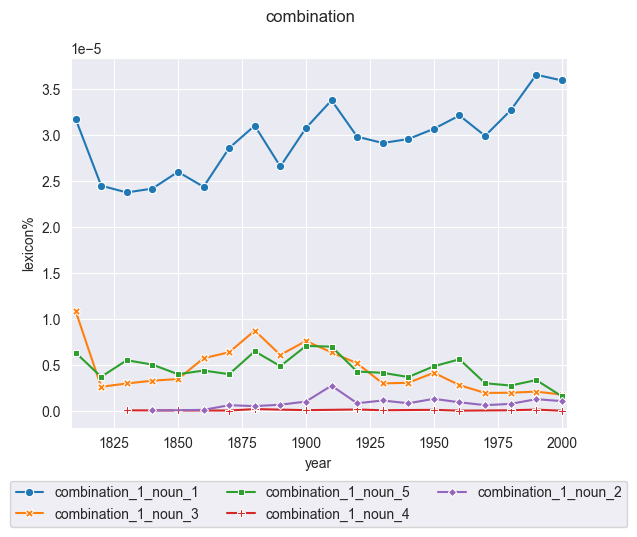 combination
1e−5
3.5
3.0
2.5
2.0
1.5
1.0
0.5
0.0
lexicon%
1825 1850 1875 1900 1925 1950 1975 2000
year
combination_1_noun_1 combination_1_noun_5 combination_1_noun_2
combination_1_noun_3 combination_1_noun_4